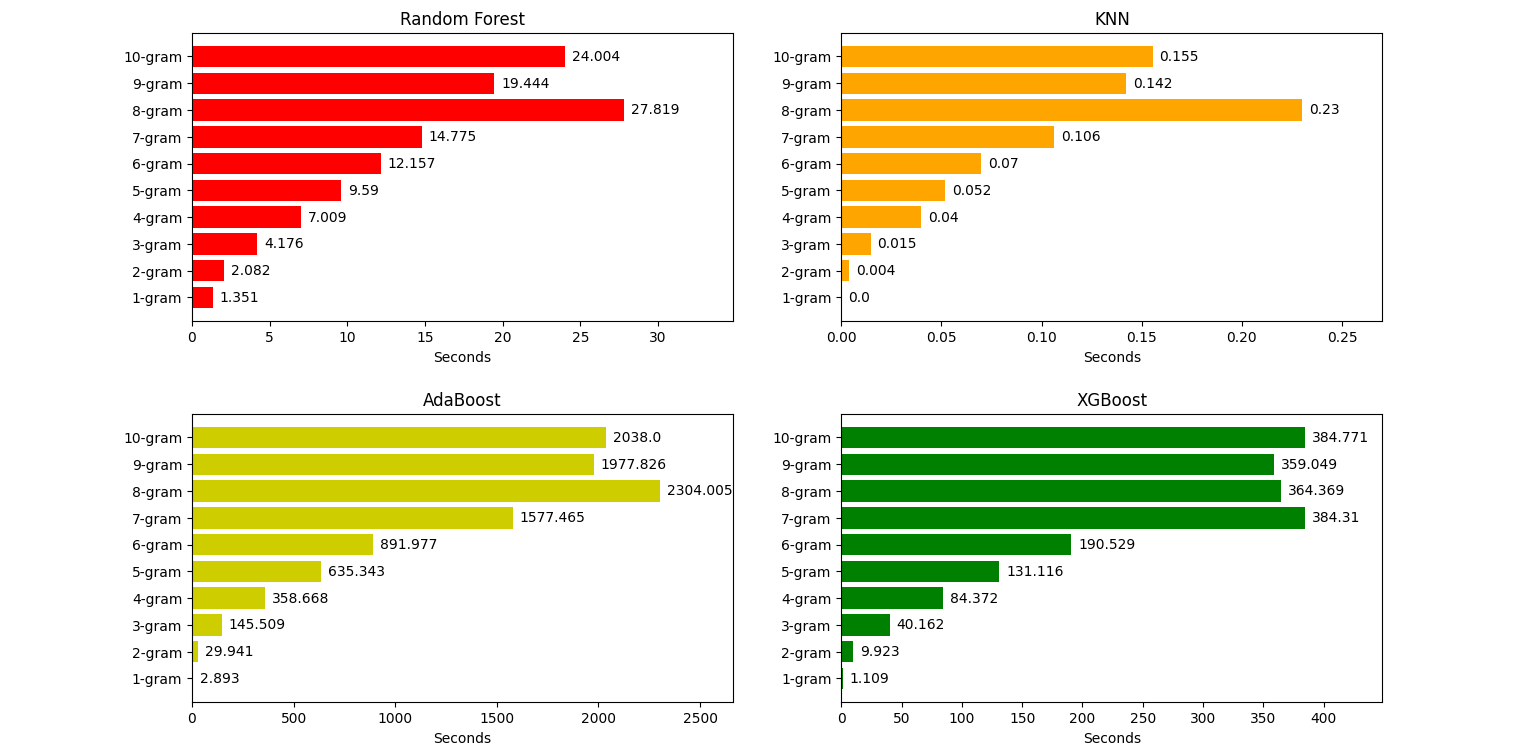 Random Forest
10-gram 24.004
9-gram 19.444
8-gram 27.819
7-gram 14.775
6-gram 12.157
5-gram 9.59
4-gram 7.009
3-gram 4.176
2-gram 2.082
1-gram 1.351
0 5 10 15 20 25 30
Seconds
KNN
10-gram 0.155
9-gram 0.142
8-gram 0.23
7-gram 0.106
6-gram 0.07
5-gram 0.052
4-gram 0.04
3-gram 0.015
2-gram 0.004
1-gram 0.0
0.00 0.05 0.10 0.15 0.20 0.25
Seconds
AdaBoost
10-gram 2038.0
9-gram 1977.826
8-gram 2304.005
7-gram 1577.465
6-gram 891.977
5-gram 635.343
4-gram 358.668
3-gram 145.509
2-gram 29.941
1-gram 2.893
0 500 1000 1500 2000 2500
Seconds
XGBoost
10-gram 384.771
9-gram 359.049
8-gram 364.369
7-gram 384.31
6-gram 190.529
5-gram 131.116
4-gram 84.372
3-gram 40.162
2-gram 9.923
1-gram 1.109
0 50 100 150 200 250 300 350 400
Seconds